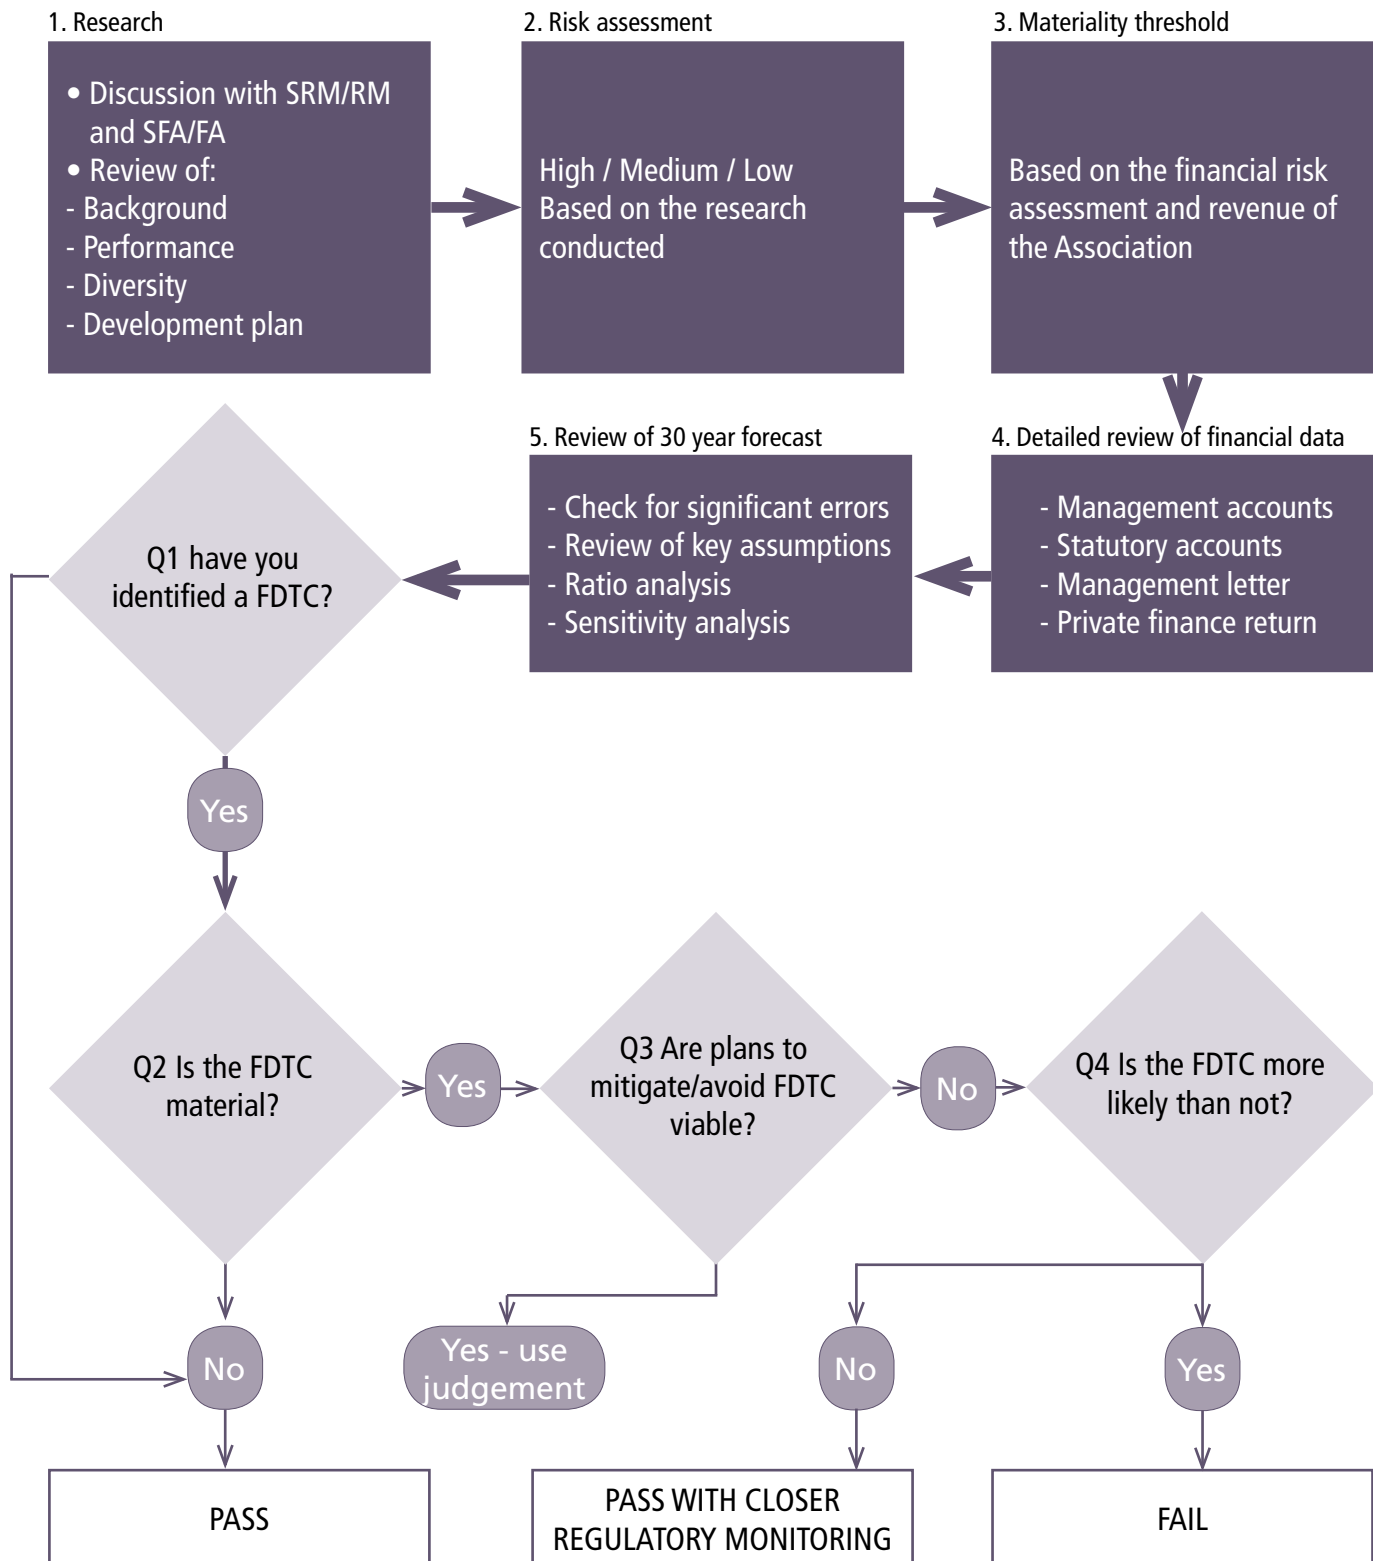 1. Research
• Discussion with SRM/RM
and SFA/FA
• Review of:
- Background
- Performance
- Diversity
- Development plan
2. Risk assessment
High / Medium / Low
Based on the research
conducted
3. Materiality threshold
Based on the financial risk
assessment and revenue of
the Association
4. Detailed review of financial data
- Management accounts
- Statutory accounts
- Management letter
- Private finance return
5. Review of 30 year forecast
- Check for significant errors
- Review of key assumptions
- Ratio analysis
- Sensitivity analysis
Q1 have you
identified a FDTC?
Yes
Q2 Is the FDTC
material?
Yes
Q3 Are plans to
mitigate/avoid FDTC
viable?
No
Q4 Is the FDTC more
likely than not?
No
Yes - use
judgement
No
Yes
PASS
PASS WITH CLOSER
REGULATORY MONITORING
FAIL